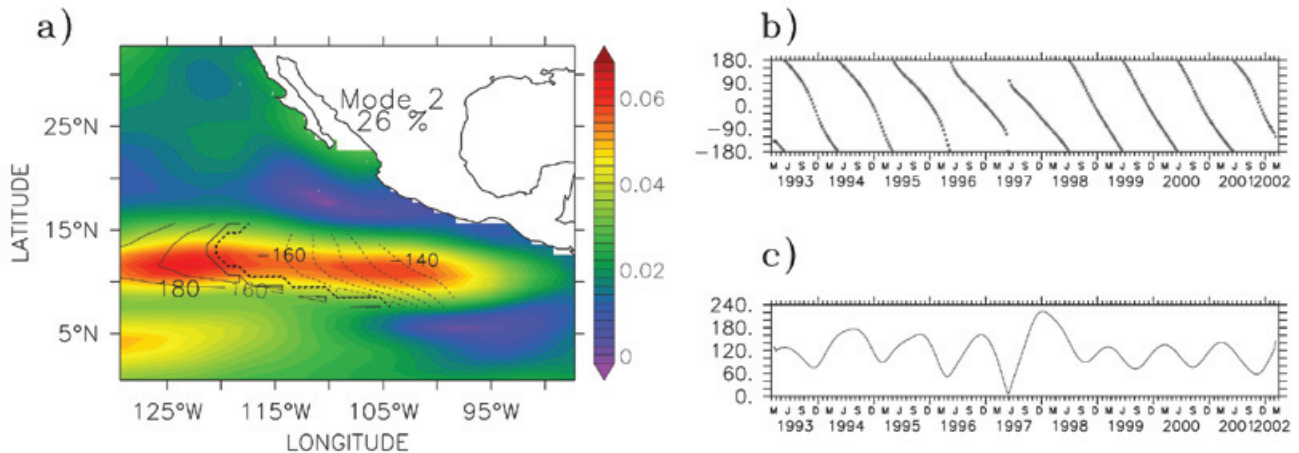 a)
Mode 2
26 %
0.06
0.04
0.02
0
25°N
15°N
5°N
LATITUDE
-160
-140
180
160
125°W 115°W 105°W 95°W
LONGITUDE
b)
180.
90.
0.
-90.
-180.
M J S D M J S D M J S D M J S D M J S D M J S D M J S D M J S D M J S D M
1993 1994 1995 1996 1997 1998 1999 2000 2001 2002
c)
240.
180.
120.
60.
0.
M J S D M J S D M J S D M J S D M J S D M J S D M J S D M J S D M J S D M
1993 1994 1995 1996 1997 1998 1999 2000 2001 2002